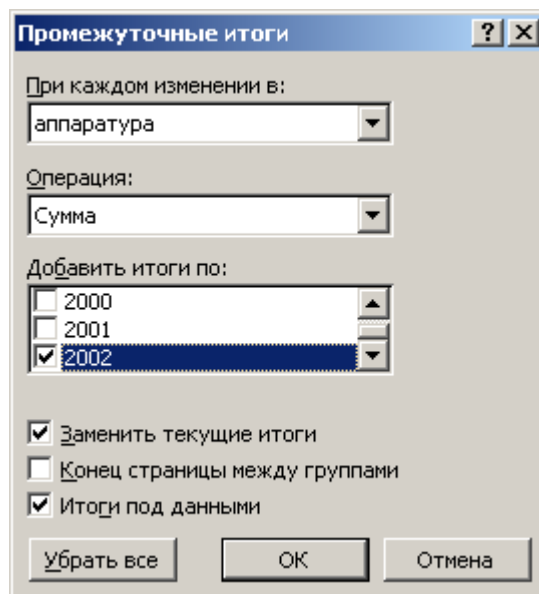 Промежуточные итоги
При каждом изменении в:
аппаратура
Операция:
Сумма
Добавить итоги по:
2000
2001
2002
Заменить текущие итоги
Конец страницы между группами
Итоги под данными
Убрать все ОК Отмена